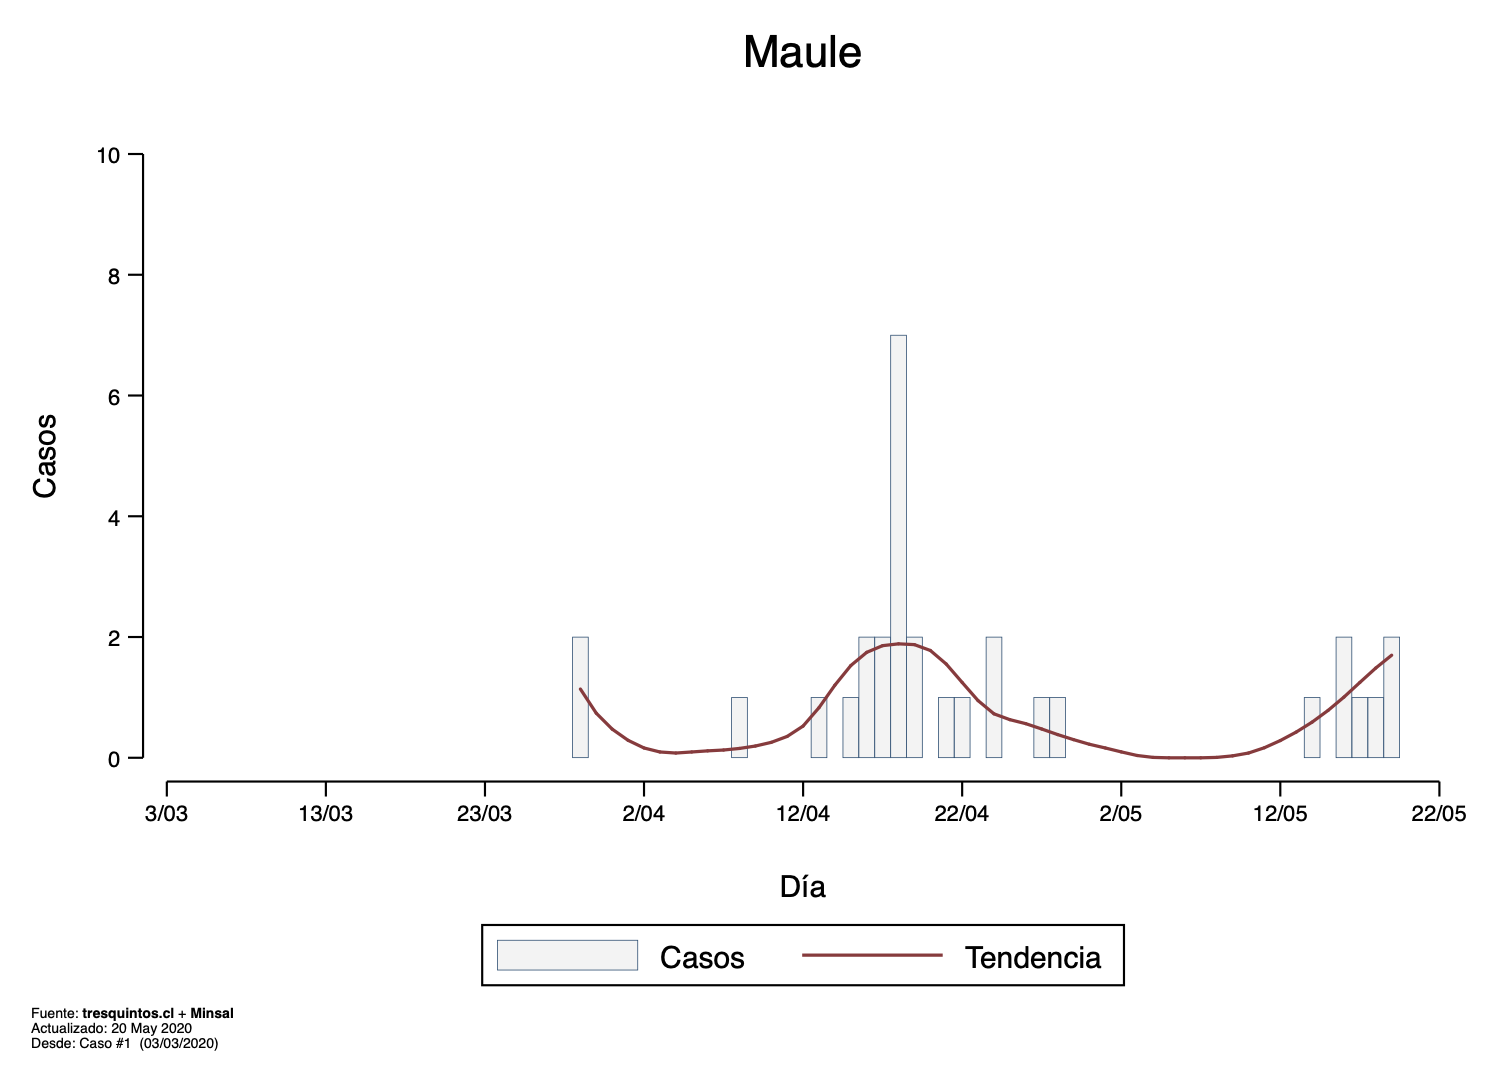 Maule
10
8
6
4
2
0
Casos
3/03 13/03 23/03 2/04 12/04 22/04 2/05 12/05 22/05
Día
Casos Tendencia
Fuente: tresquintos.cl + Minsal
Actualizado: 20 May 2020
Desde: Caso #1 (03/03/2020)